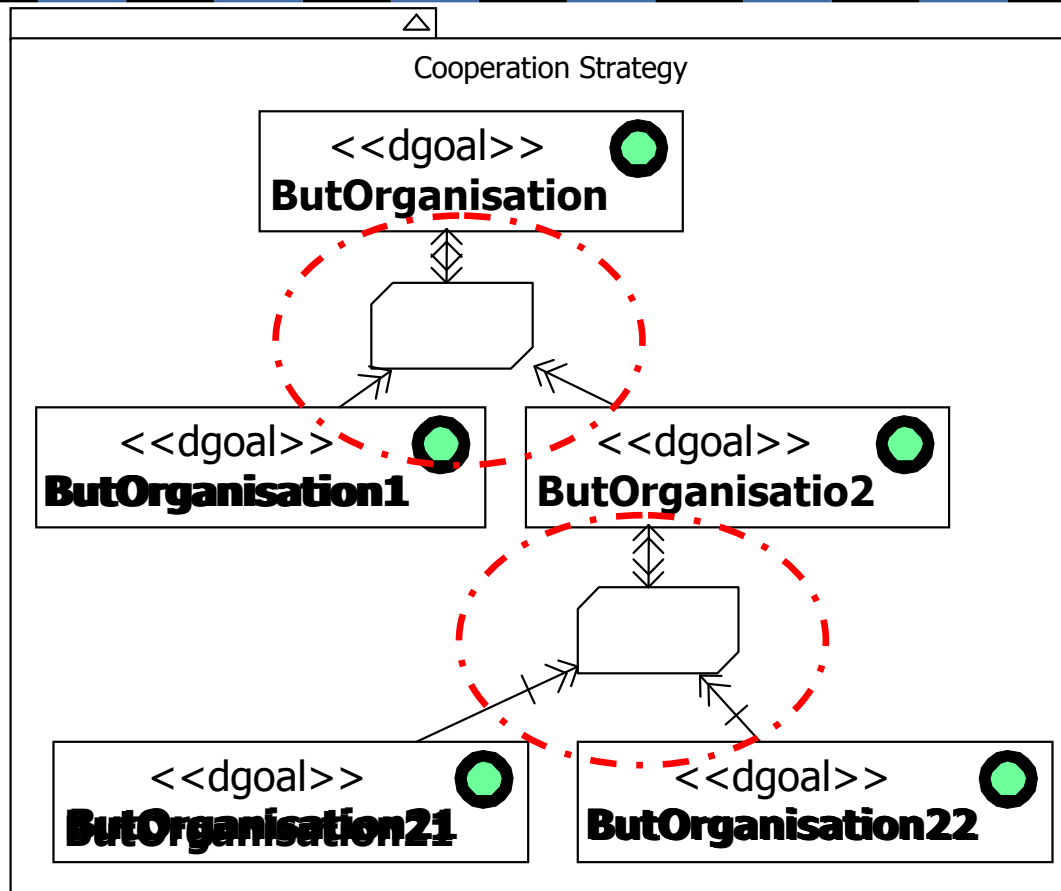 Cooperation Strategy
<<dgoal>>
ButOrganisation
<<dgoal>>
ButOrganisation1
<<dgoal>>
ButOrganisatio2
<<dgoal>>
ButOrganisation21
<<dgoal>>
ButOrganisation22